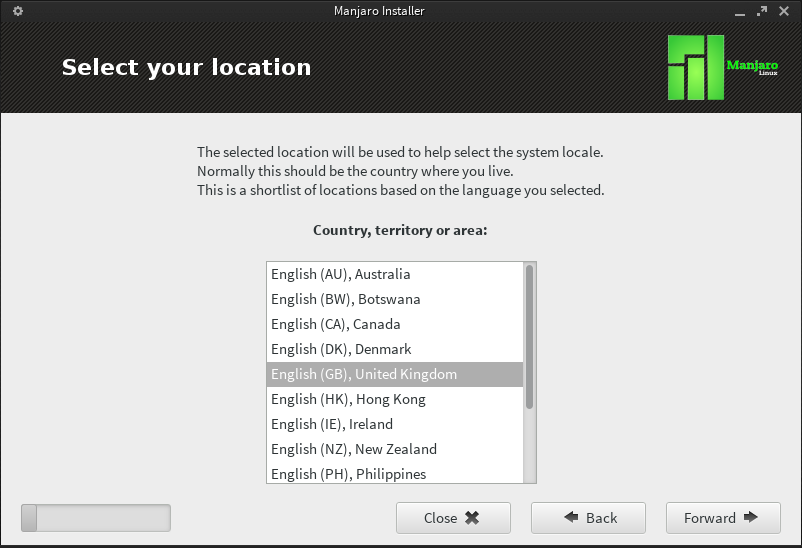 Manjaro Installer
Select your location
Manjaro
Linux
The selected location will be used to help select the system locale.
Normally this should be the country where you live.
This is a shortlist of locations based on the language you selected.
Country, territory or area:
English (AU), Australia
English (BW), Botswana
English (CA), Canada
English (DK), Denmark
English (GB), United Kingdom
English (HK), Hong Kong
English (IE), Ireland
English (NZ), New Zealand
English (PH), Philippines
Close
Back
Forward